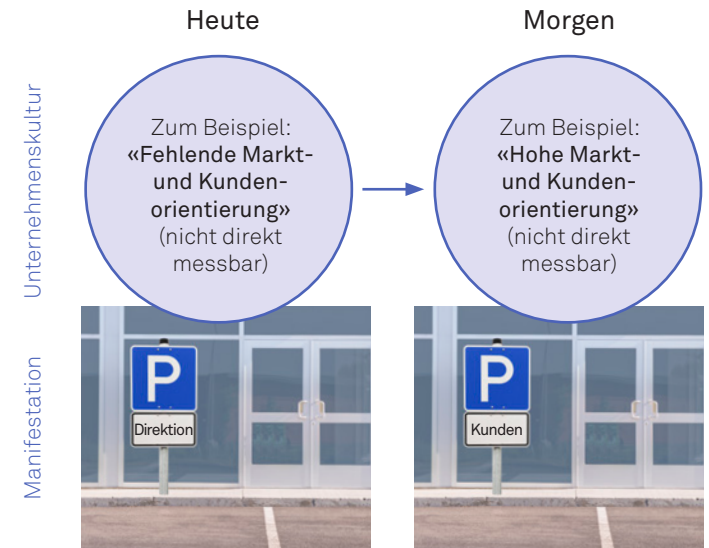 Heute
Morgen
Unternehmenskultur
Zum Beispiel:
«Fehlende Markt-
und Kunden-
orientierung»
(nicht direkt
messbar)
Zum Beispiel:
«Hohe Markt-
und Kunden-
orientierung»
(nicht direkt
messbar)
Manifestation
P
Direktion
P
Kunden